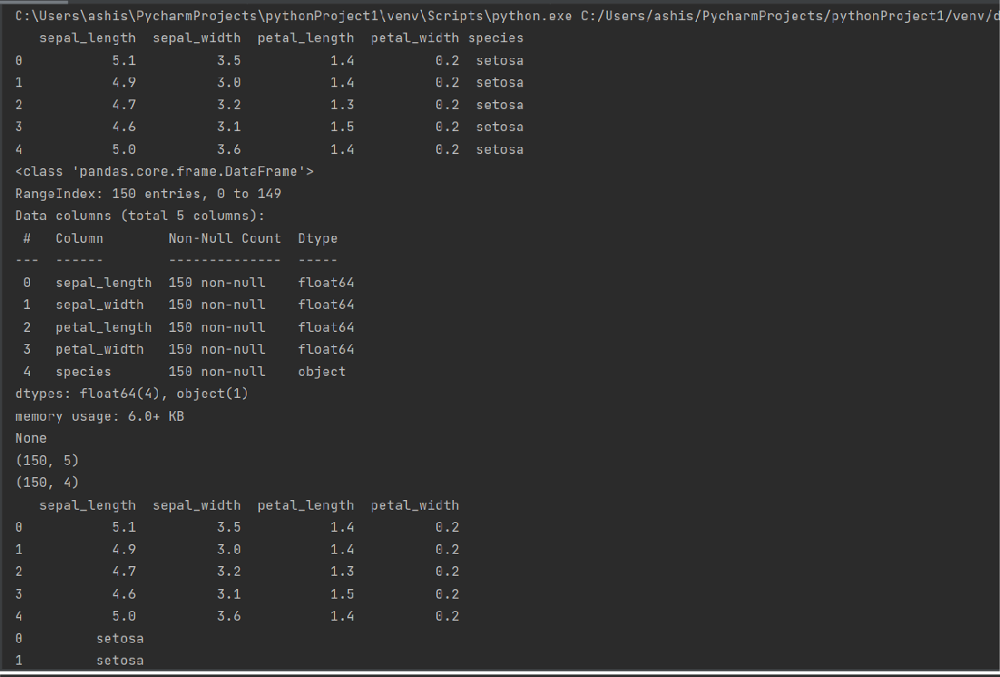 C:\Users\ashis\PycharmProjects\pythonProject1\venv\Scripts\python.exe C:/Users/ashis/PycharmProjects/pythonProject1/venv/d
   sepal_length  sepal_width  petal_length  petal_width species
0           5.1          3.5           1.4          0.2  setosa
1           4.9          3.0           1.4          0.2  setosa
2           4.7          3.2           1.3          0.2  setosa
3           4.6          3.1           1.5          0.2  setosa
4           5.0          3.6           1.4          0.2  setosa
<class 'pandas.core.frame.DataFrame'>
RangeIndex: 150 entries, 0 to 149
Data columns (total 5 columns):
 #   Column        Non-Null Count  Dtype
---  ------        --------------  -----
 0   sepal_length  150 non-null    float64
 1   sepal_width   150 non-null    float64
 2   petal_length  150 non-null    float64
 3   petal_width   150 non-null    float64
 4   species       150 non-null    object
dtypes: float64(4), object(1)
memory usage: 6.0+ KB
None
(150, 5)
(150, 4)
   sepal_length  sepal_width  petal_length  petal_width
0           5.1          3.5           1.4          0.2
1           4.9          3.0           1.4          0.2
2           4.7          3.2           1.3          0.2
3           4.6          3.1           1.5          0.2
4           5.0          3.6           1.4          0.2
0         setosa
1         setosa